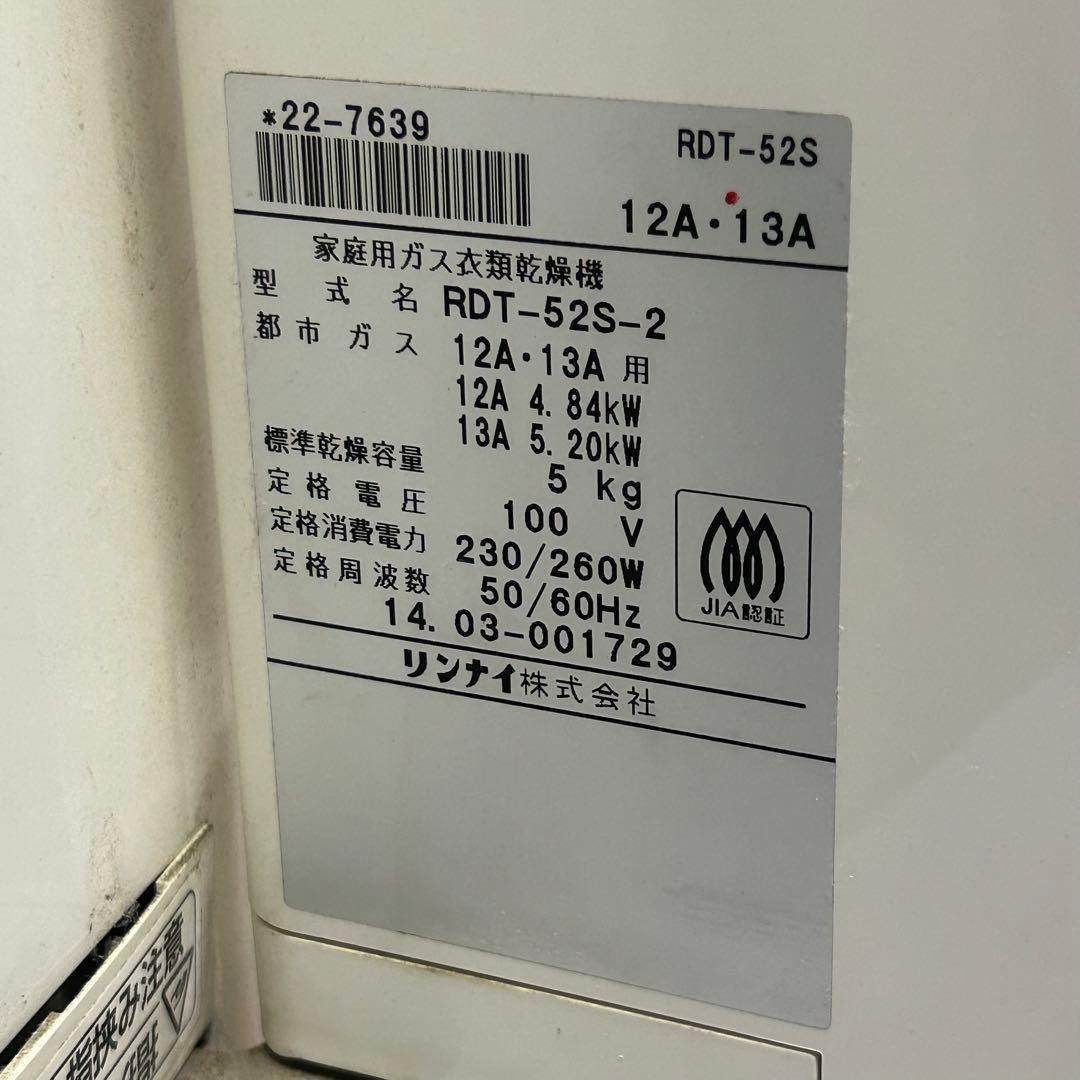 *22-7639
RDT-52S
12A・13A
家庭用ガス衣類乾燥機
型式名 RDT-52S-2
都市ガス 12A・13A用
12A 4.84kW
13A 5.20kW
標準乾燥容量 5 kg
定格電圧 100 V
定格消費電力 230/260W
定格周波数 50/60Hz
14.03-001729
リンナイ株式会社
JIA認証
指挟み注意